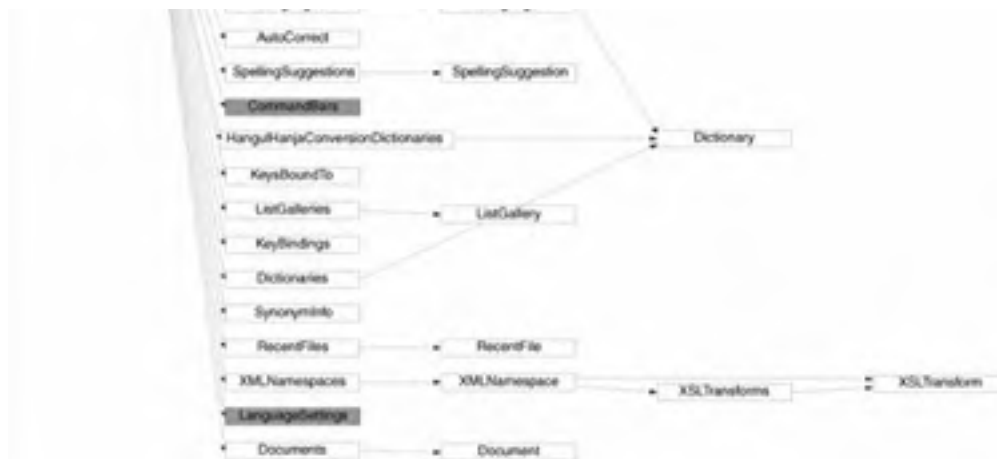 AutoCorrect
SpellingSuggestions SpellingSuggestion
CommandBars
HangulHanjaConversionDictionaries Dictionary
KeysBoundTo
ListGalleries ListGallery
KeyBindings
Dictionaries
SynonymInfo
RecentFiles RecentFile
XMLNamespaces XMLNamespace XSLTransforms XSLTransform
LanguageSettings
Documents Document